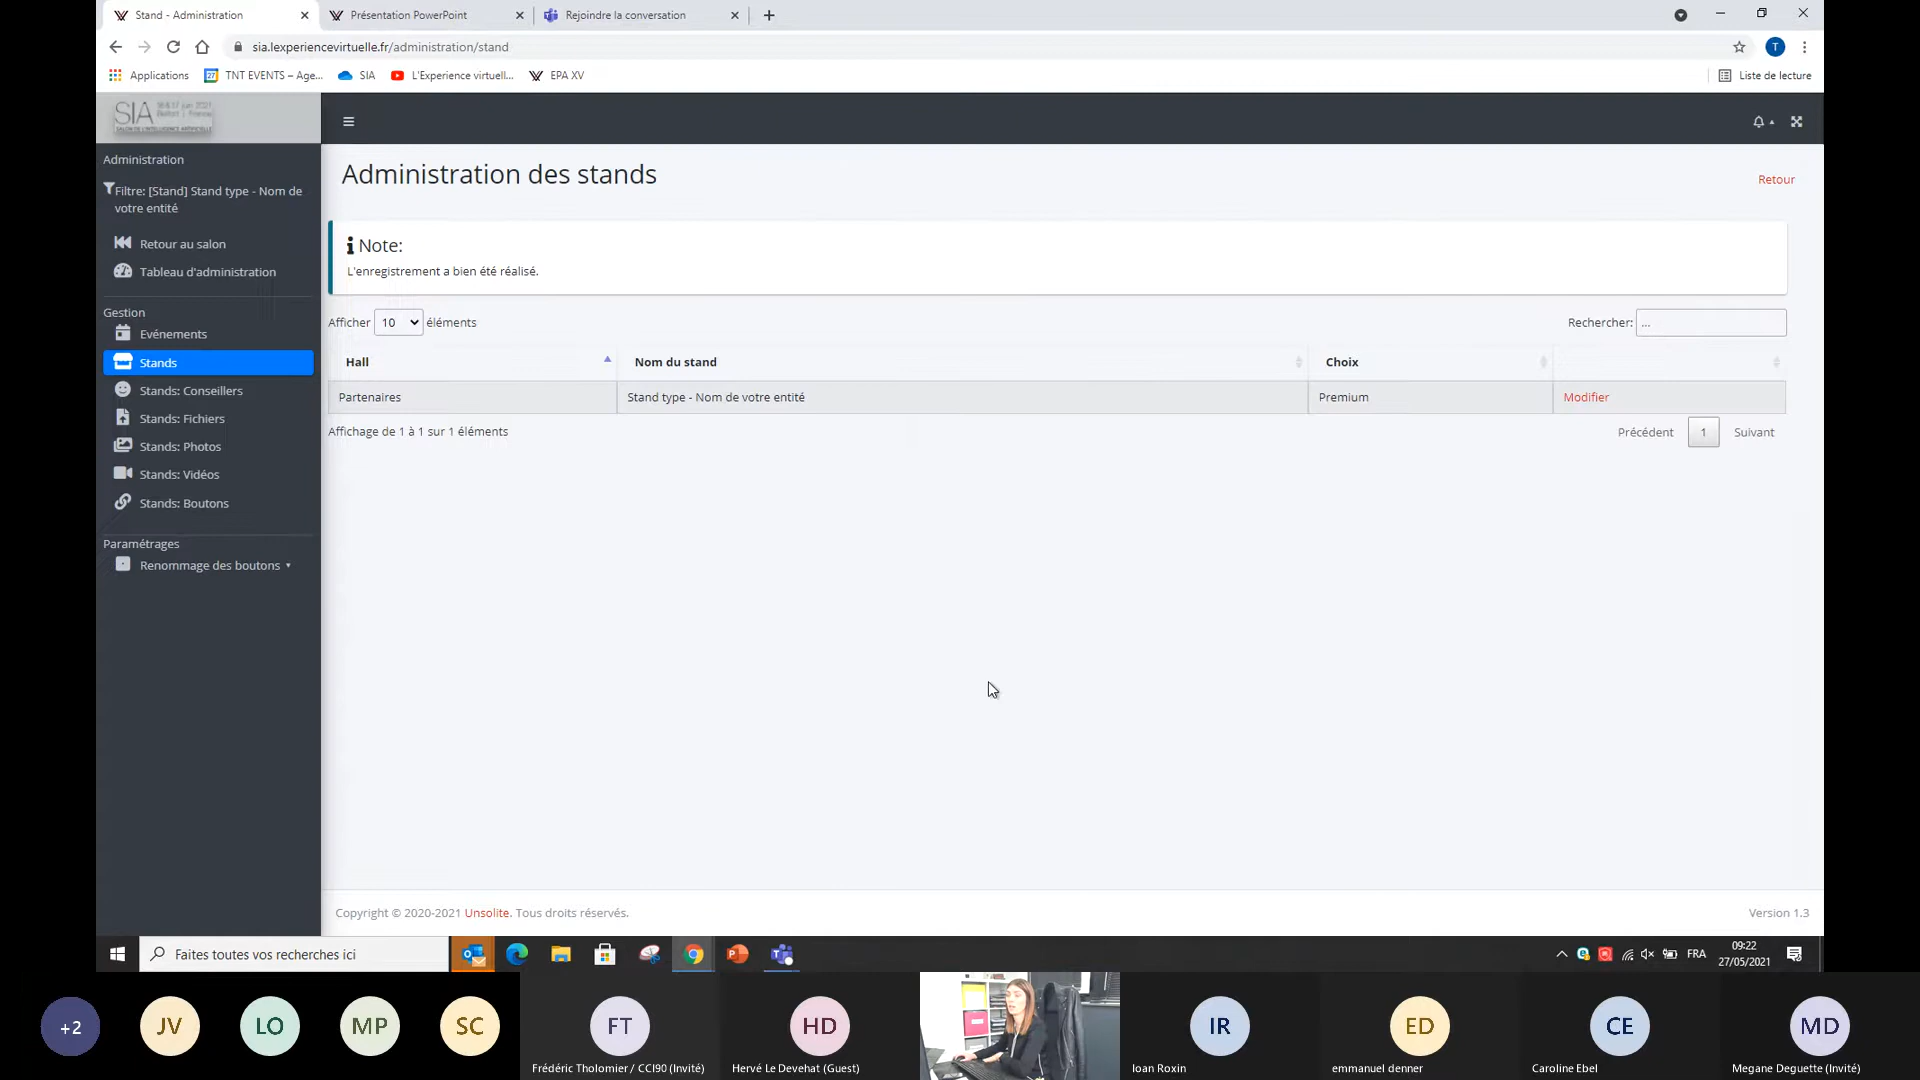 Stand - Administration
Présentation PowerPoint
Rejoindre la conversation
sia.lexperiencevirtuelle.fr/administration/stand
T
Applications
27
TNT EVENTS – Age...
SIA
L'Experience virtuell...
EPA XV
Liste de lecture
SIA
Administration
Filtre: [Stand] Stand type - Nom de
votre entité
Retour au salon
Tableau d'administration
Gestion
Evénements
Stands
Stands: Conseillers
Stands: Fichiers
Stands: Photos
Stands: Vidéos
Stands: Boutons
Paramétrages
Renommage des boutons
Administration des stands
Retour
Note:
L'enregistrement a bien été réalisé.
Afficher 10 éléments
Rechercher: ...
Hall Nom du stand Choix
Partenaires Stand type - Nom de votre entité Premium Modifier
Affichage de 1 à 1 sur 1 éléments
Précédent 1 Suivant
Copyright © 2020-2021 Unsolite. Tous droits réservés.
Version 1.3
Faites toutes vos recherches ici
FRA
09:22
27/05/2021
+2
JV
LO
MP
SC
FT
Frédéric Tholomier / CCI90 (Invité)
HD
Hervé Le Devehat (Guest)
IR
Ioan Roxin
ED
emmanuel denner
CE
Caroline Ebel
MD
Megane Deguette (Invité)